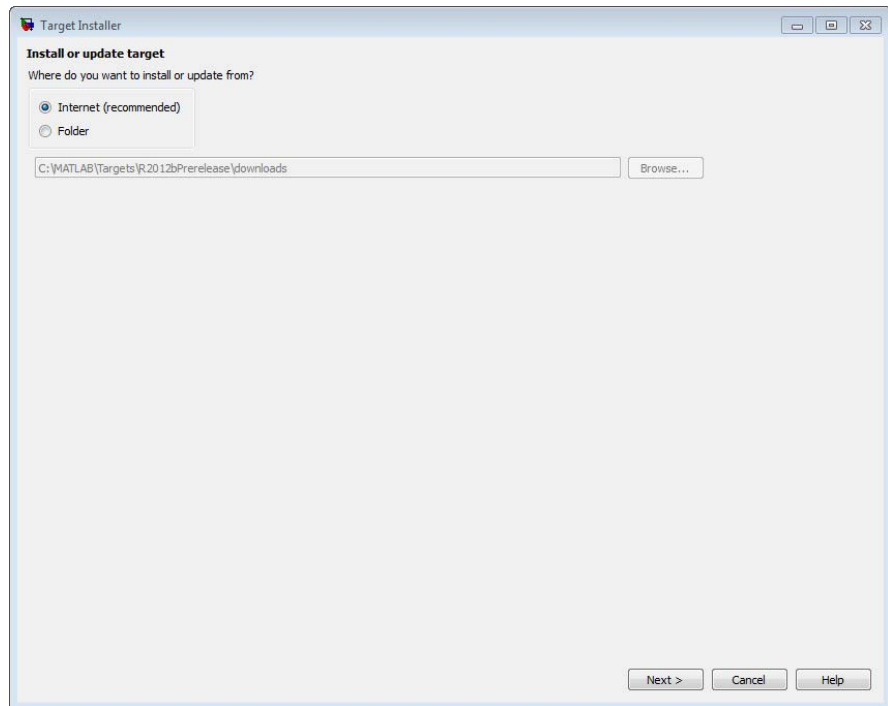 Target Installer
Install or update target
Where do you want to install or update from?
Internet (recommended)
Folder
C:\MATLAB\Targets\R2012bPrerelease\downloads Browse...
Next > Cancel Help